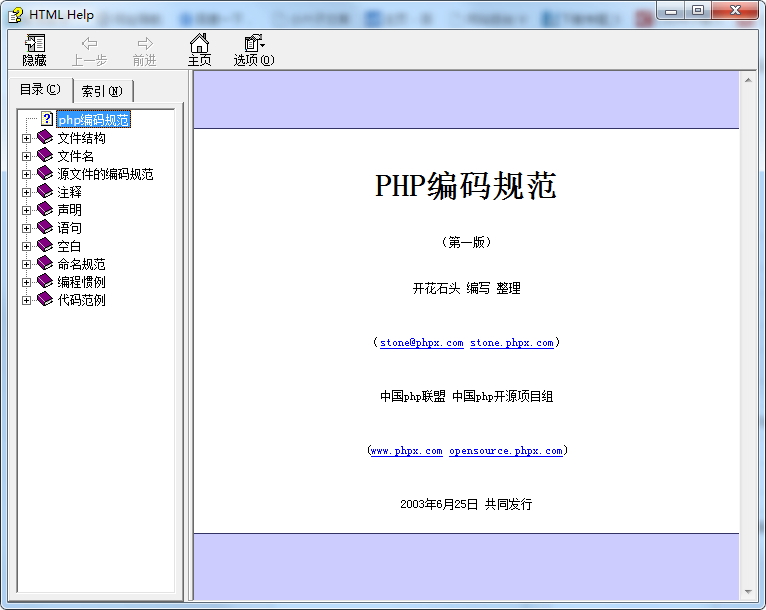 HTML Help
隐藏 上一步 前进 主页 选项(O)
目录(C) 索引(N)
php编码规范
文件结构
文件名
源文件的编码规范
注释
声明
语句
空白
命名规范
编程惯例
代码范例
PHP编码规范
(第一版)
开花石头 编写 整理
(stone@phpx.com stone.phpx.com)
中国php联盟 中国php开源项目组
(www.phpx.com opensource.phpx.com)
2003年6月25日 共同发行